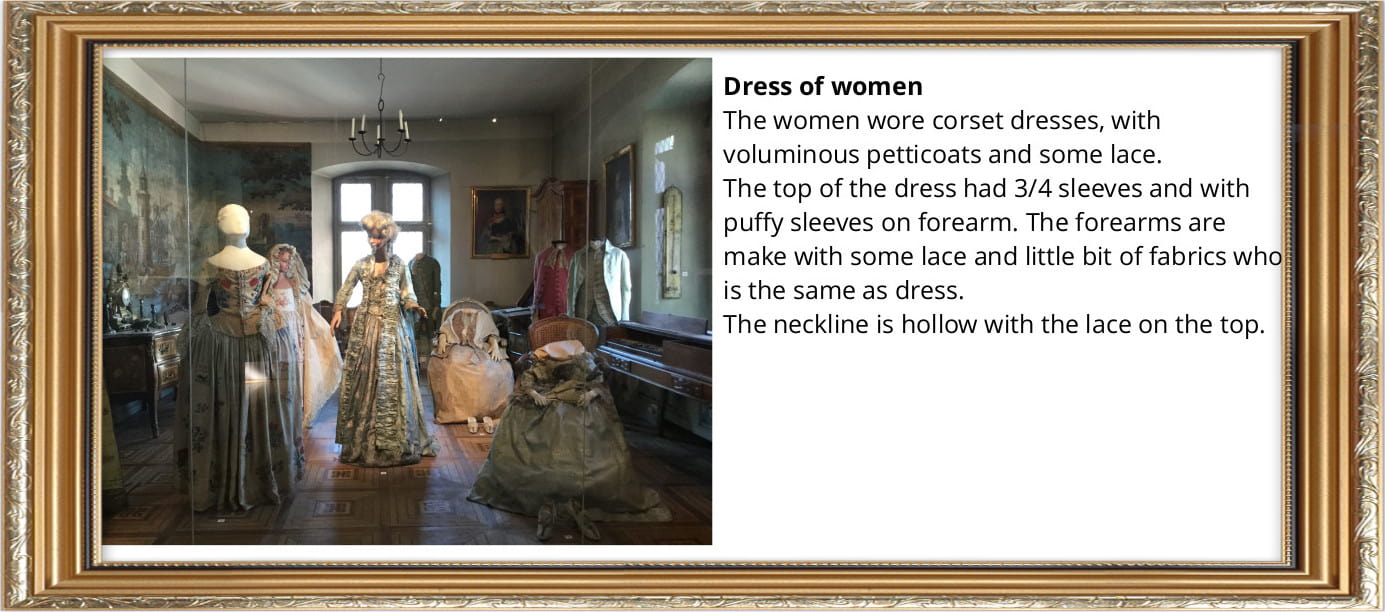 Dress of women
The women wore corset dresses, with
voluminous petticoats and some lace.
The top of the dress had 3/4 sleeves and with
puffy sleeves on forearm. The forearms are
make with some lace and little bit of fabrics who
is the same as dress.
The neckline is hollow with the lace on the top.